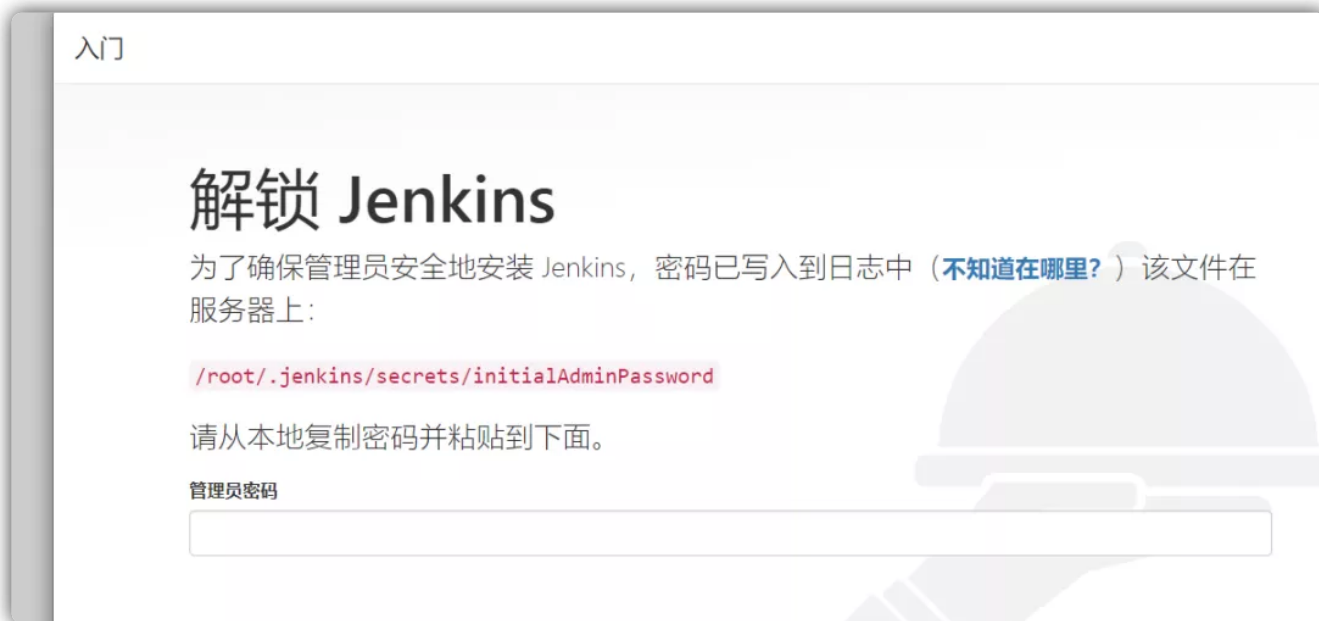 入门
解锁 Jenkins
为了确保管理员安全地安装 Jenkins，密码已写入到日志中（不知道在哪里？）该文件在
服务器上：
/root/.jenkins/secrets/initialAdminPassword
请从本地复制密码并粘贴到下面。
管理员密码